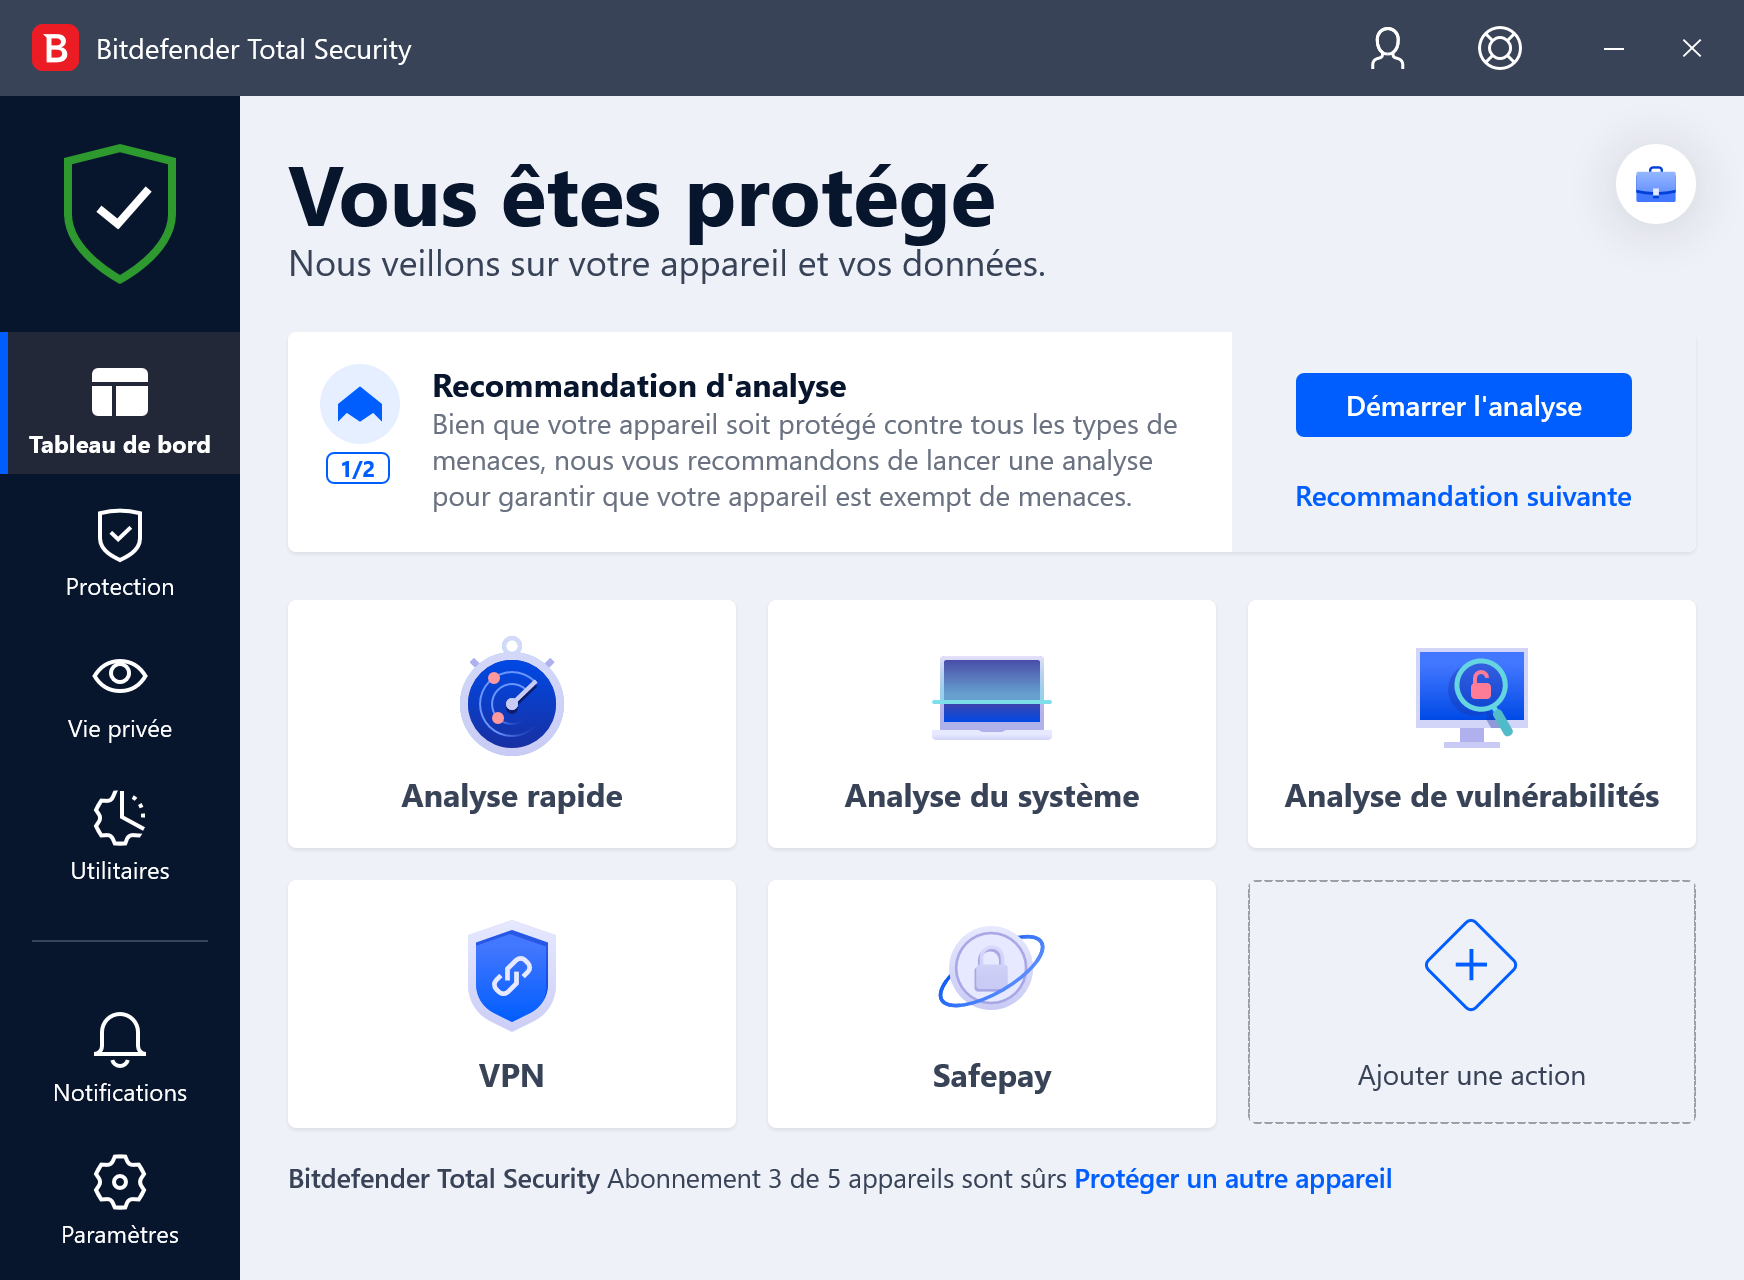 B Bitdefender Total Security
Vous êtes protégé
Nous veillons sur votre appareil et vos données.
Tableau de bord
Protection
Vie privée
Utilitaires
Notifications
Paramètres
1/2
Recommandation d'analyse
Bien que votre appareil soit protégé contre tous les types de
menaces, nous vous recommandons de lancer une analyse
pour garantir que votre appareil est exempt de menaces.
Démarrer l'analyse
Recommandation suivante
Analyse rapide
Analyse du système
Analyse de vulnérabilités
VPN
Safepay
Ajouter une action
Bitdefender Total Security Abonnement 3 de 5 appareils sont sûrs Protéger un autre appareil